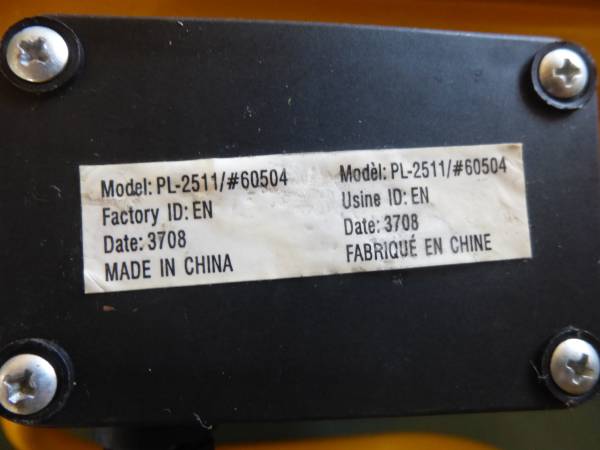 Model: PL-2511/#60504
Factory ID: EN
Date: 3708
MADE IN CHINA
Modèl: PL-2511/#60504
Usine ID: EN
Date: 3708
FABRIQUÉ EN CHINE